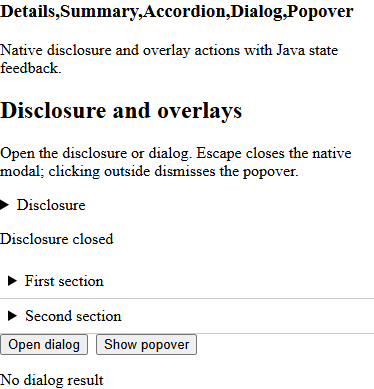 Details,Summary,Accordion,Dialog,Popover
Native disclosure and overlay actions with Java state
feedback.
Disclosure and overlays
Open the disclosure or dialog. Escape closes the native
modal; clicking outside dismisses the popover.
Disclosure
Disclosure closed
First section
Second section
Open dialog Show popover
No dialog result